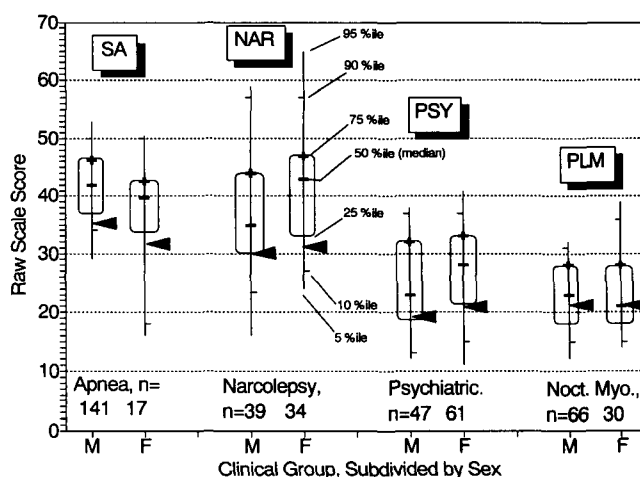 70
60
50
40
30
20
10
0
Raw Scale Score
SA
NAR
PSY
PLM
95 %ile
90 %ile
75 %ile
50 %ile (median)
25 %ile
10 %ile
5 %ile
Apnea, n=
141 17
Narcolepsy,
n=39 34
Psychiatric.
n=47 61
Noct. Myo.,
n=66 30
M F M F M F M F
Clinical Group, Subdivided by Sex